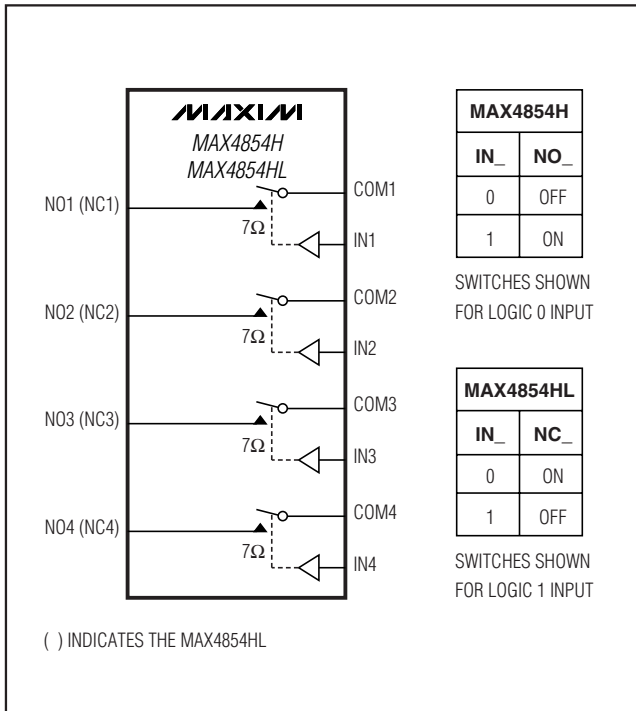 MAXIM
MAX4854H
MAX4854HL
NO1 (NC1)
COM1
7Ω
IN1
NO2 (NC2)
COM2
7Ω
IN2
NO3 (NC3)
COM3
7Ω
IN3
NO4 (NC4)
COM4
7Ω
IN4
( ) INDICATES THE MAX4854HL
MAX4854H
IN_ NO_
0 OFF
1 ON
SWITCHES SHOWN
FOR LOGIC 0 INPUT
MAX4854HL
IN_ NC_
0 ON
1 OFF
SWITCHES SHOWN
FOR LOGIC 1 INPUT